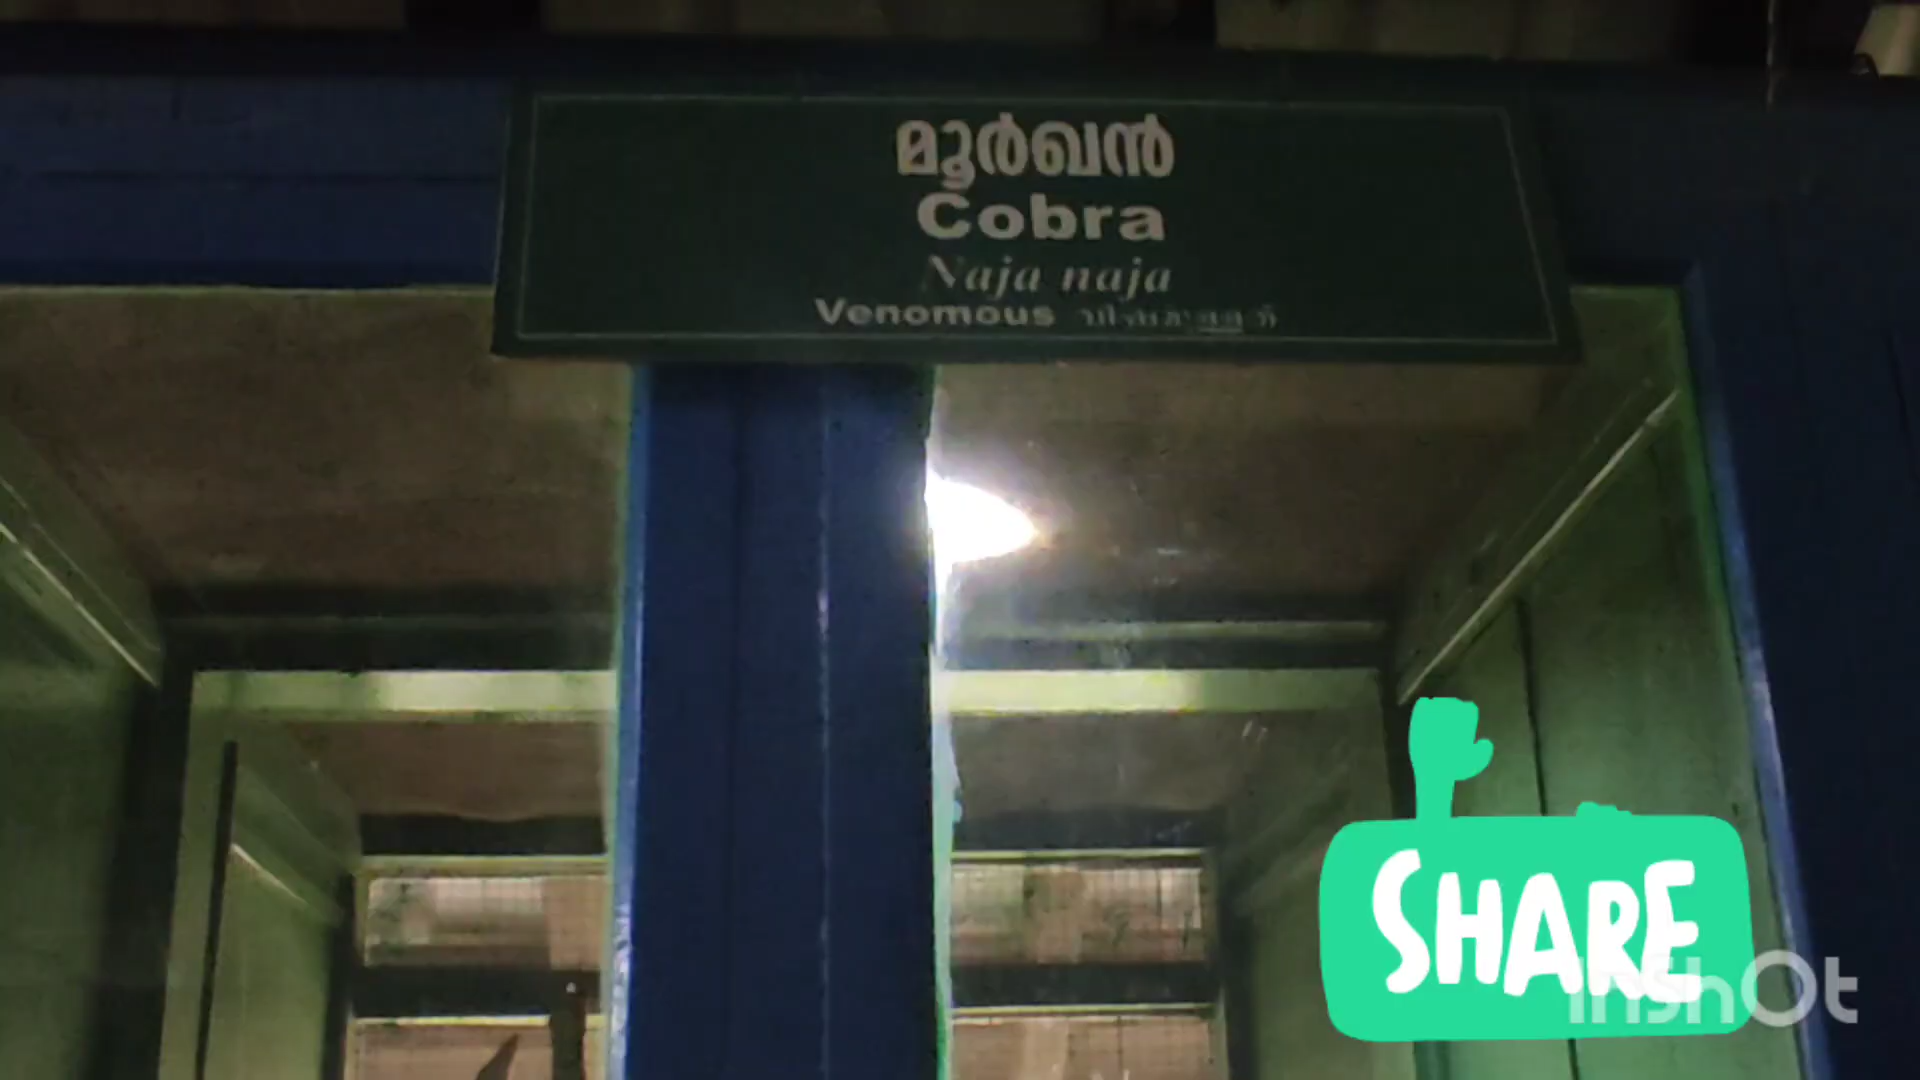 മൂർഖൻ
Cobra
Naja naja
Venomous
SHARE
InShOt